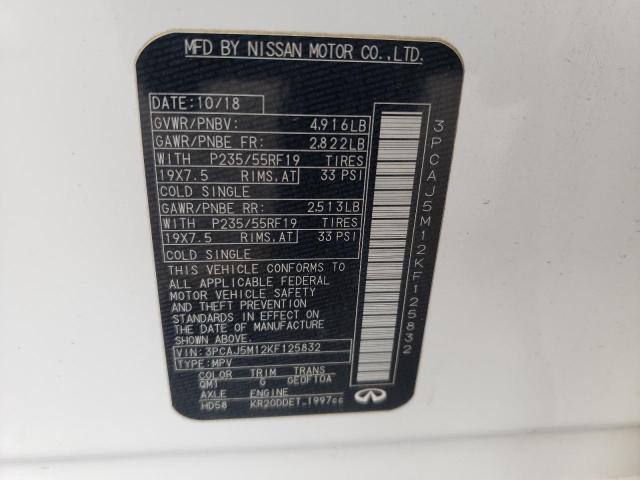 MFD BY NISSAN MOTOR CO.,LTD.
DATE: 10/18
GVWR/PNBV: 4,916LB
GAWR/PNBE FR: 2,822LB
WITH P235/55RF19 TIRES
19X7.5 RIMS.AT 33 PSI
COLD SINGLE
GAWR/PNBE RR: 2,513LB
WITH P235/55RF19 TIRES
19X7.5 RIMS.AT 33 PSI
COLD SINGLE
THIS VEHICLE CONFORMS TO
ALL APPLICABLE FEDERAL
MOTOR VEHICLE SAFETY
AND THEFT PREVENTION
STANDARDS IN EFFECT ON
THE DATE OF MANUFACTURE
SHOWN ABOVE.
VIN: 3PCAJ5M12KF125832
TYPE: MPV
COLOR TRIM TRANS
QM1 G GE0F10A
AXLE ENGINE
HD58 KR20DDET 1997cc
3PCAJ5M12KF125832